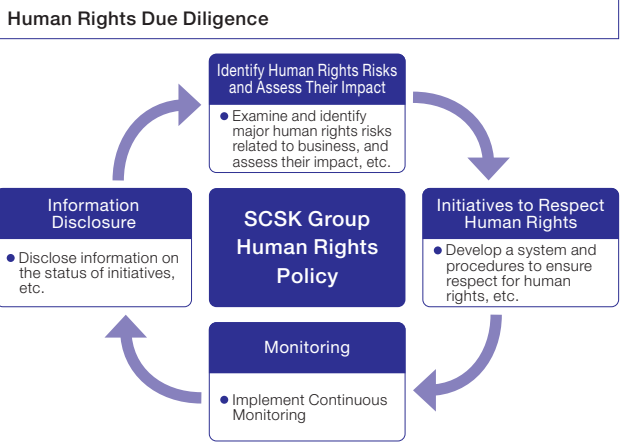 Human Rights Due Diligence
Identify Human Rights Risks
and Assess Their Impact
● Examine and identify
major human rights risks
related to business, and
assess their impact, etc.
Information
Disclosure
● Disclose information on
the status of initiatives,
etc.
SCSK Group
Human Rights
Policy
Initiatives to Respect
Human Rights
● Develop a system and
procedures to ensure
respect for human
rights, etc.
Monitoring
● Implement Continuous
Monitoring